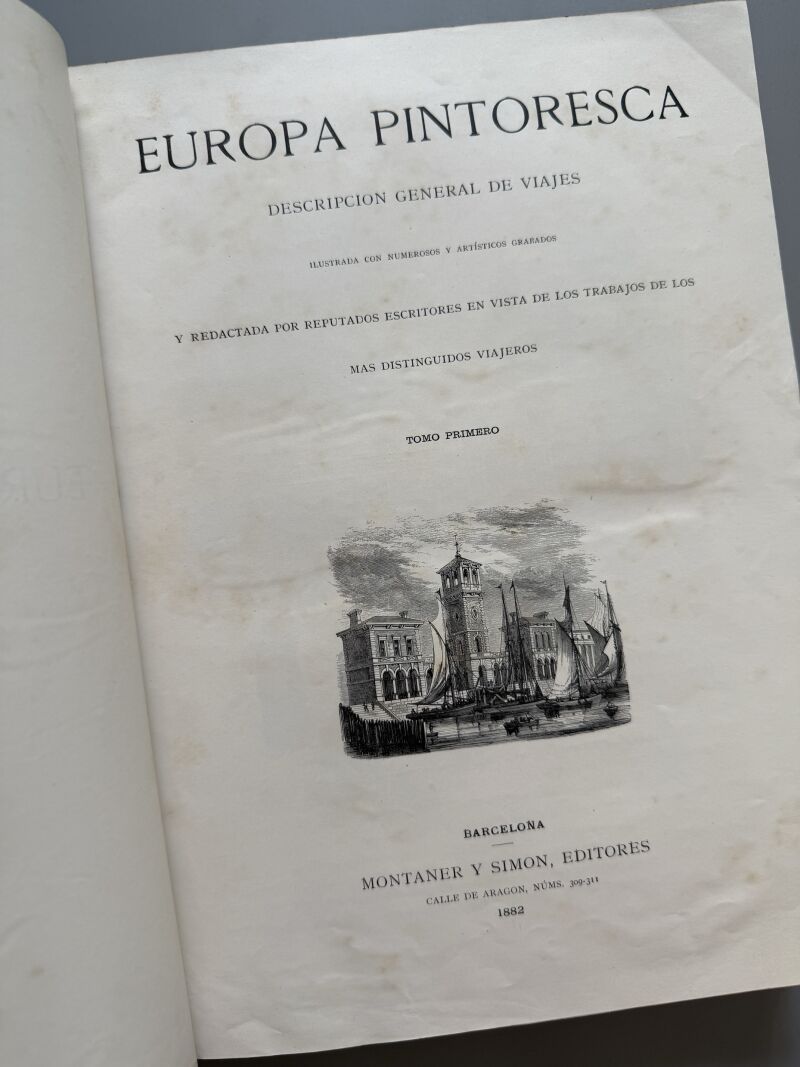 EUROPA PINTORESCA
DESCRIPCION GENERAL DE VIAJES
ILUSTRADA CON NUMEROSOS Y ARTÍSTICOS GRABADOS
Y REDACTADA POR REPUTADOS ESCRITORES EN VISTA DE LOS TRABAJOS DE LOS
MAS DISTINGUIDOS VIAJEROS
TOMO PRIMERO
BARCELONA
MONTANER Y SIMON, EDITORES
CALLE DE ARAGON, NÚMS. 309-311
1882